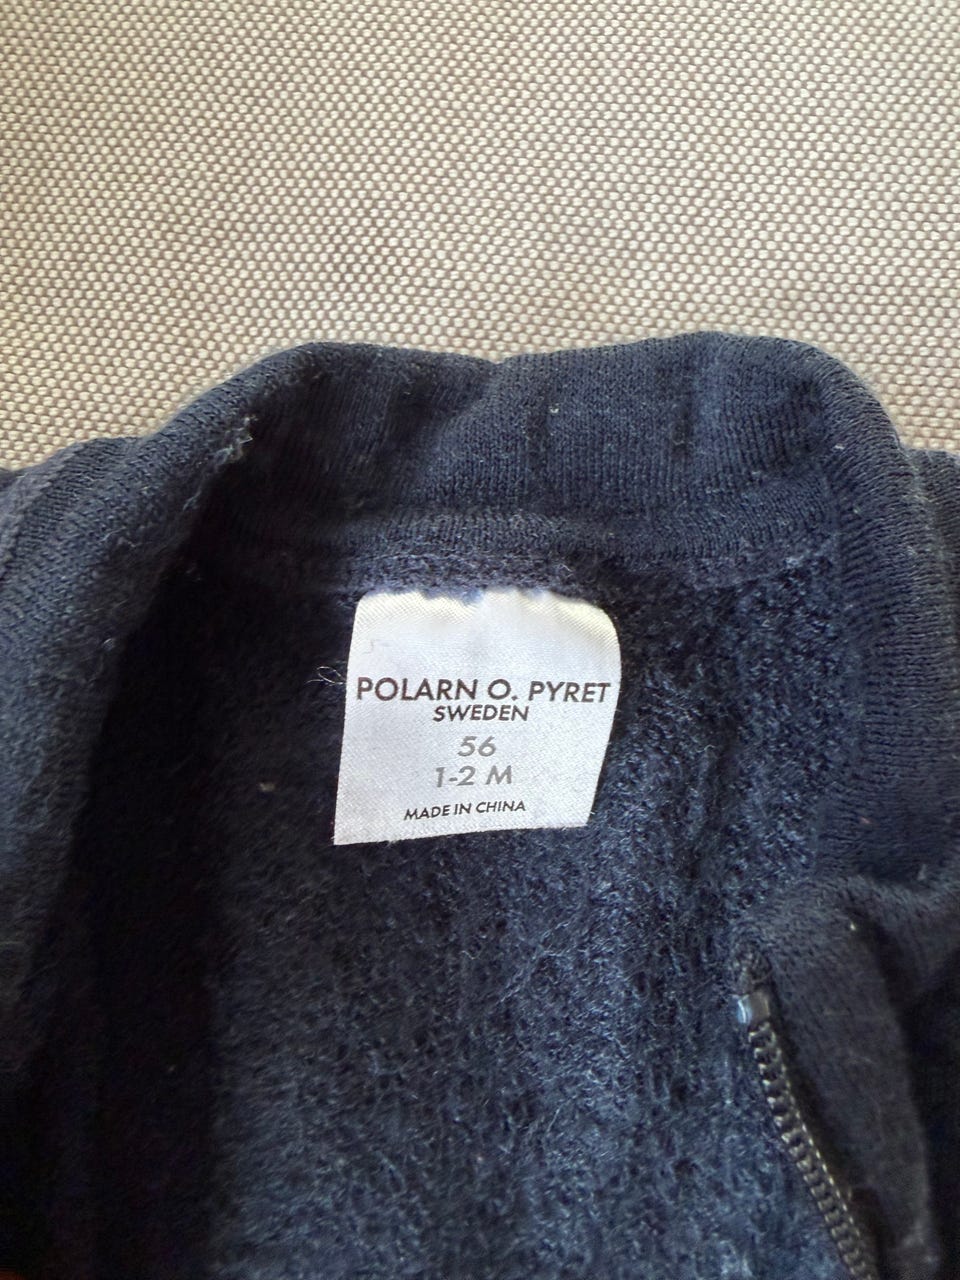 POLARN O. PYRET
SWEDEN
56
1-2 M
MADE IN CHINA